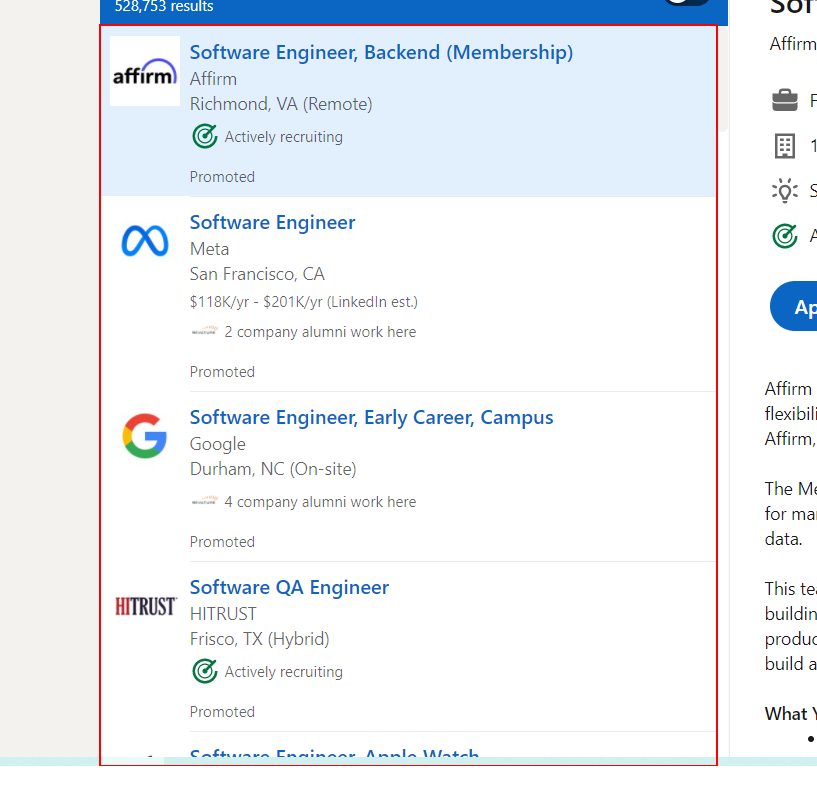 528,753 results
affirm
Software Engineer, Backend (Membership)
Affirm
Richmond, VA (Remote)
Actively recruiting
Promoted
Software Engineer
Meta
San Francisco, CA
$118K/yr - $201K/yr (LinkedIn est.)
2 company alumni work here
Promoted
Software Engineer, Early Career, Campus
Google
Durham, NC (On-site)
4 company alumni work here
Promoted
HITRUST
Software QA Engineer
HITRUST
Frisco, TX (Hybrid)
Actively recruiting
Promoted
Software Engineer, Apple Watch
Affirm
F
1
S
A
Ap
Affirm
flexibili
Affirm,
The Me
for mar
data.
This tea
buildin
produc
build a
What Y
•